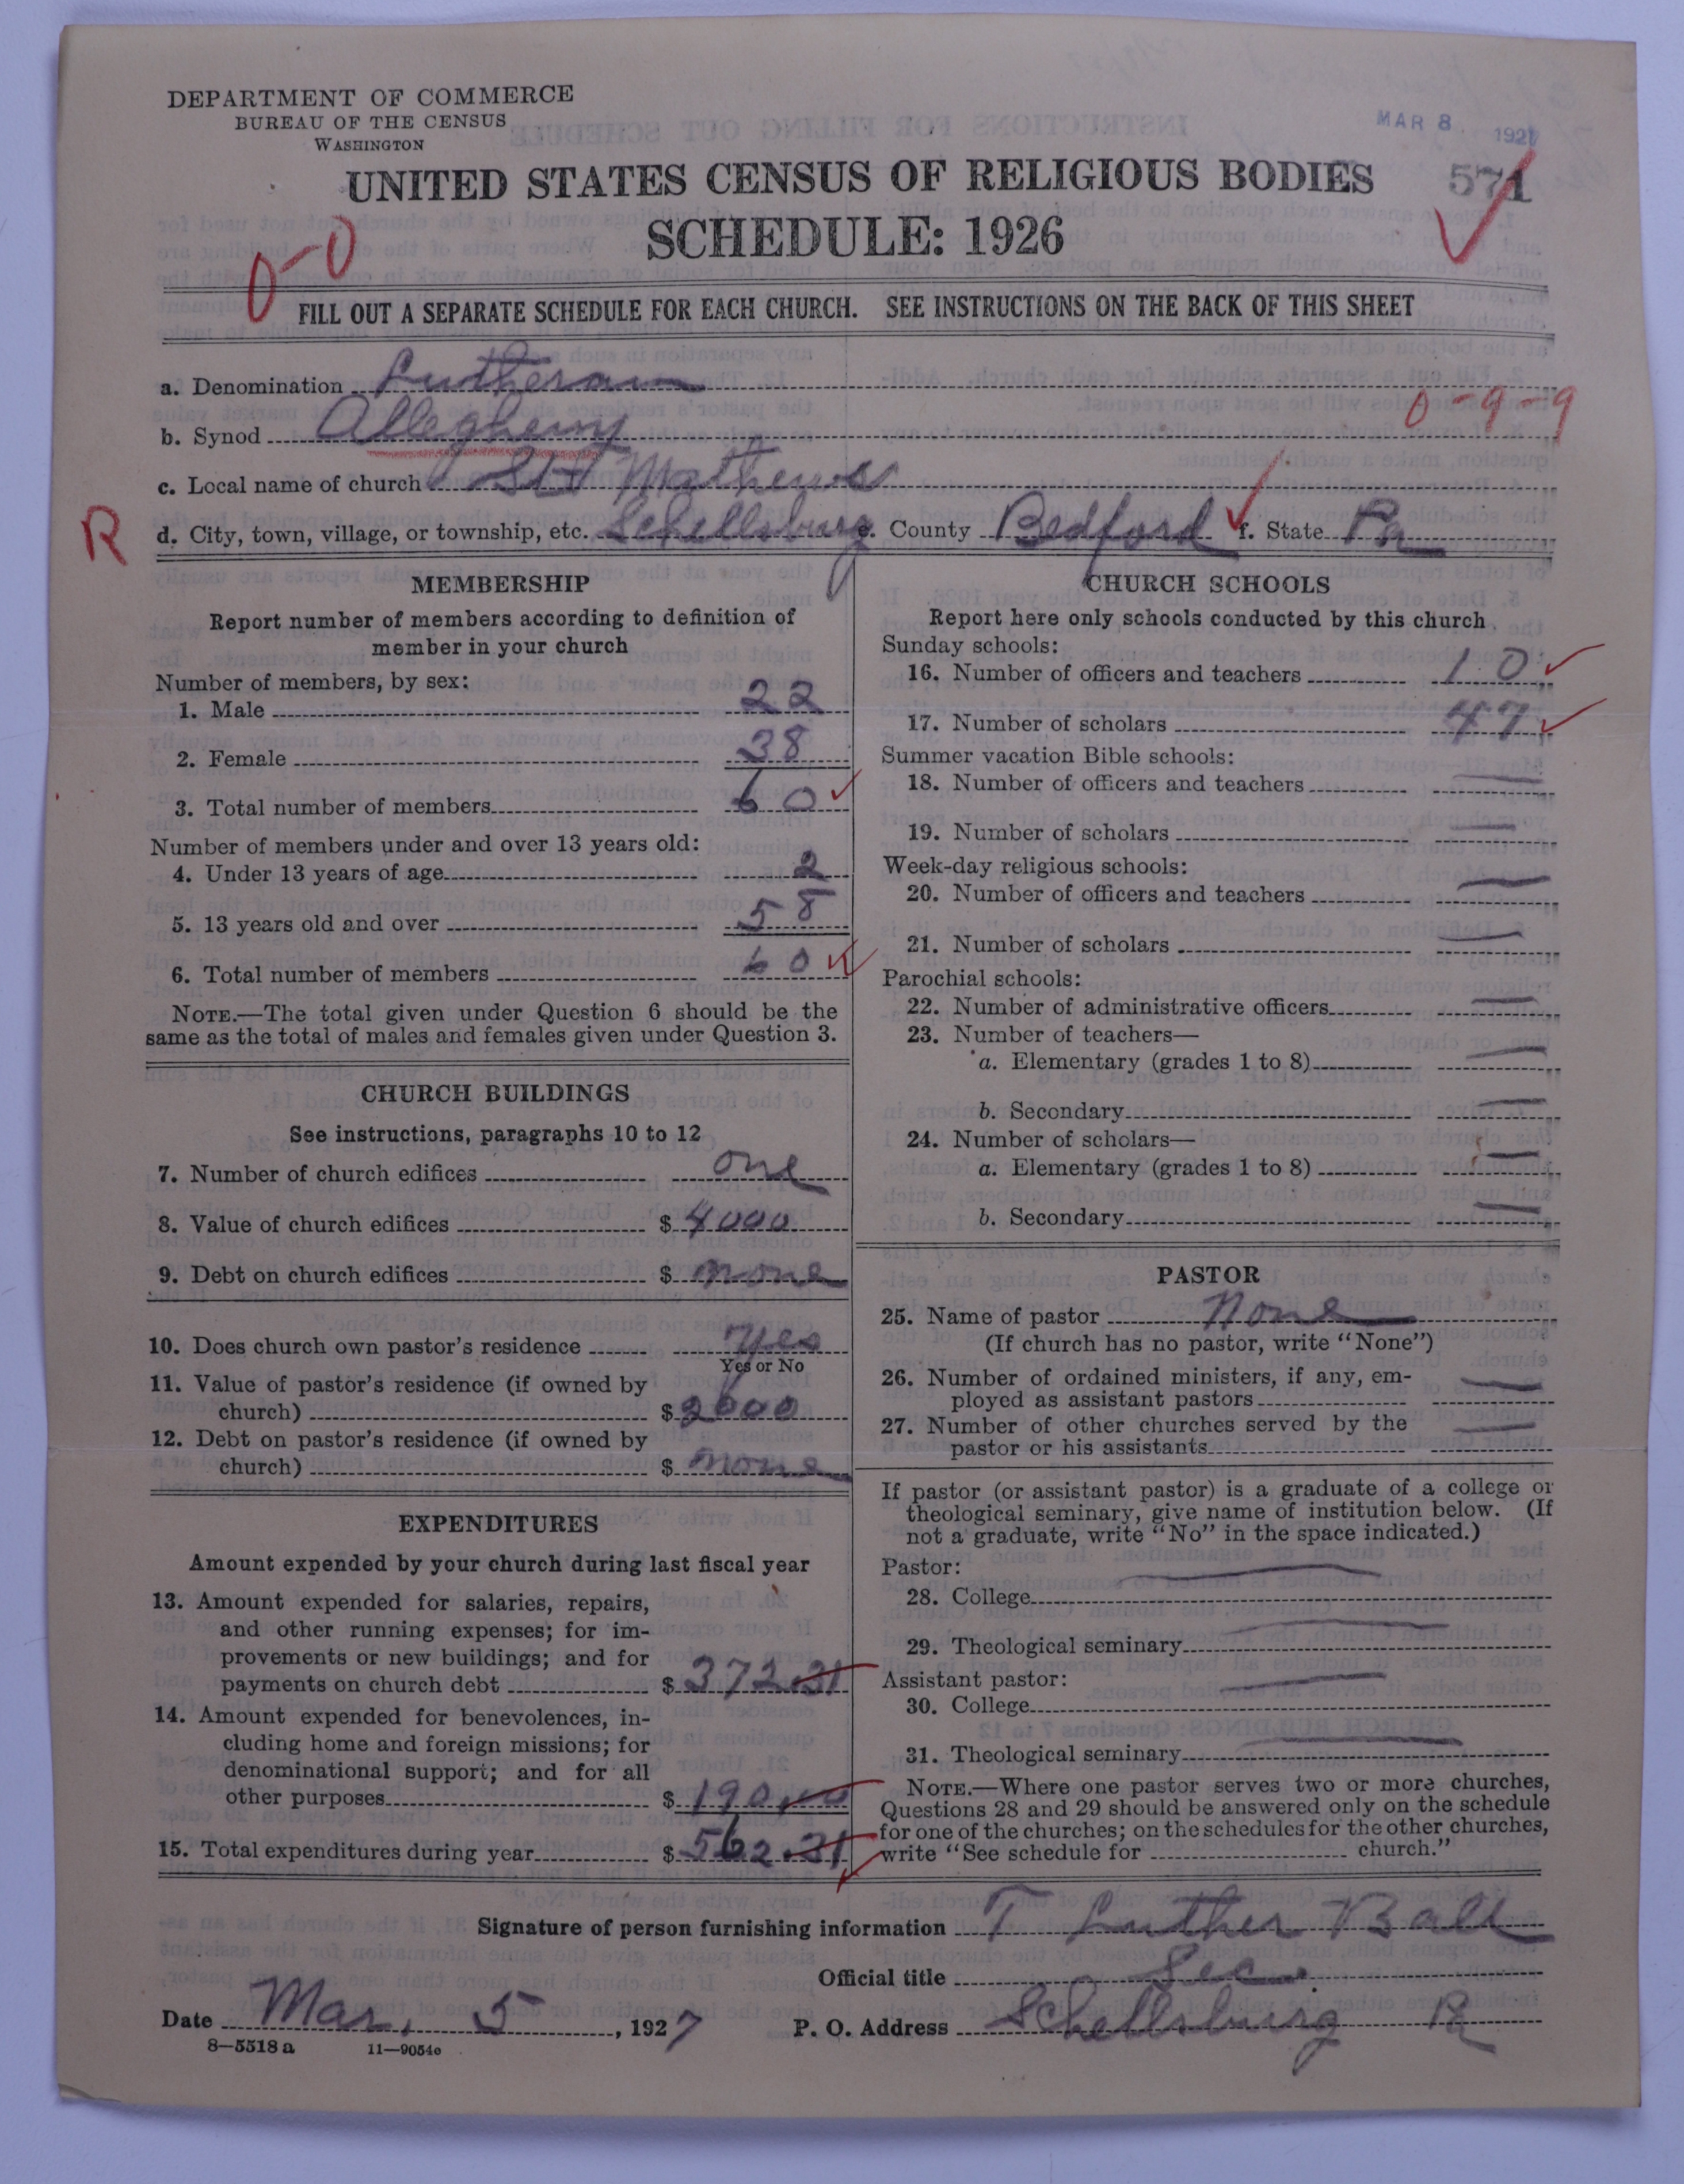 DEPARTMENT OF COMMERCE
BUREAU OF THE CENSUS
WASHINGTON
MAR 8 1927
UNITED STATES CENSUS OF RELIGIOUS BODIES
571
SCHEDULE: 1926
0-0
FILL OUT A SEPARATE SCHEDULE FOR EACH CHURCH. SEE INSTRUCTIONS ON THE BACK OF THIS SHEET
a. Denomination Lutheran
0-9-9
b. Synod Allegheny
c. Local name of church St Mathews
R
d. City, town, village, or township, etc. Schellsburg e. County Bedford f. State Pa
MEMBERSHIP
Report number of members according to definition of
member in your church
Number of members, by sex:
1. Male 22
2. Female 38
3. Total number of members 60
Number of members under and over 13 years old:
4. Under 13 years of age 2
5. 13 years old and over 58
6. Total number of members 60
NOTE.—The total given under Question 6 should be the
same as the total of males and females given under Question 3.
CHURCH BUILDINGS
See instructions, paragraphs 10 to 12
7. Number of church edifices one
8. Value of church edifices $ 4000
9. Debt on church edifices $ none
10. Does church own pastor's residence Yes
Yes or No
11. Value of pastor's residence (if owned by
church) $ 2000
12. Debt on pastor's residence (if owned by
church) $ none
EXPENDITURES
Amount expended by your church during last fiscal year
13. Amount expended for salaries, repairs,
and other running expenses; for im-
provements or new buildings; and for
payments on church debt $ 372.31
14. Amount expended for benevolences, in-
cluding home and foreign missions; for
denominational support; and for all
other purposes $ 190.00
15. Total expenditures during year $ 562.31
CHURCH SCHOOLS
Report here only schools conducted by this church
Sunday schools:
16. Number of officers and teachers 10
17. Number of scholars 47
Summer vacation Bible schools:
18. Number of officers and teachers —
19. Number of scholars —
Week-day religious schools:
20. Number of officers and teachers —
21. Number of scholars —
Parochial schools:
22. Number of administrative officers —
23. Number of teachers—
a. Elementary (grades 1 to 8) —
b. Secondary —
24. Number of scholars—
a. Elementary (grades 1 to 8) —
b. Secondary —
PASTOR
25. Name of pastor None
(If church has no pastor, write "None")
26. Number of ordained ministers, if any, em-
ployed as assistant pastors —
27. Number of other churches served by the
pastor or his assistants —
If pastor (or assistant pastor) is a graduate of a college or
theological seminary, give name of institution below. (If
not a graduate, write "No" in the space indicated.)
Pastor:
28. College —
29. Theological seminary —
Assistant pastor:
30. College —
31. Theological seminary —
NOTE.—Where one pastor serves two or more churches,
Questions 28 and 29 should be answered only on the schedule
for one of the churches; on the schedules for the other churches,
write "See schedule for church."
Signature of person furnishing information T Luther Ball
Official title Sec.
Date Mar. 5, 1927 P. O. Address Schellsburg Pa
8—5518 a 11—9054c